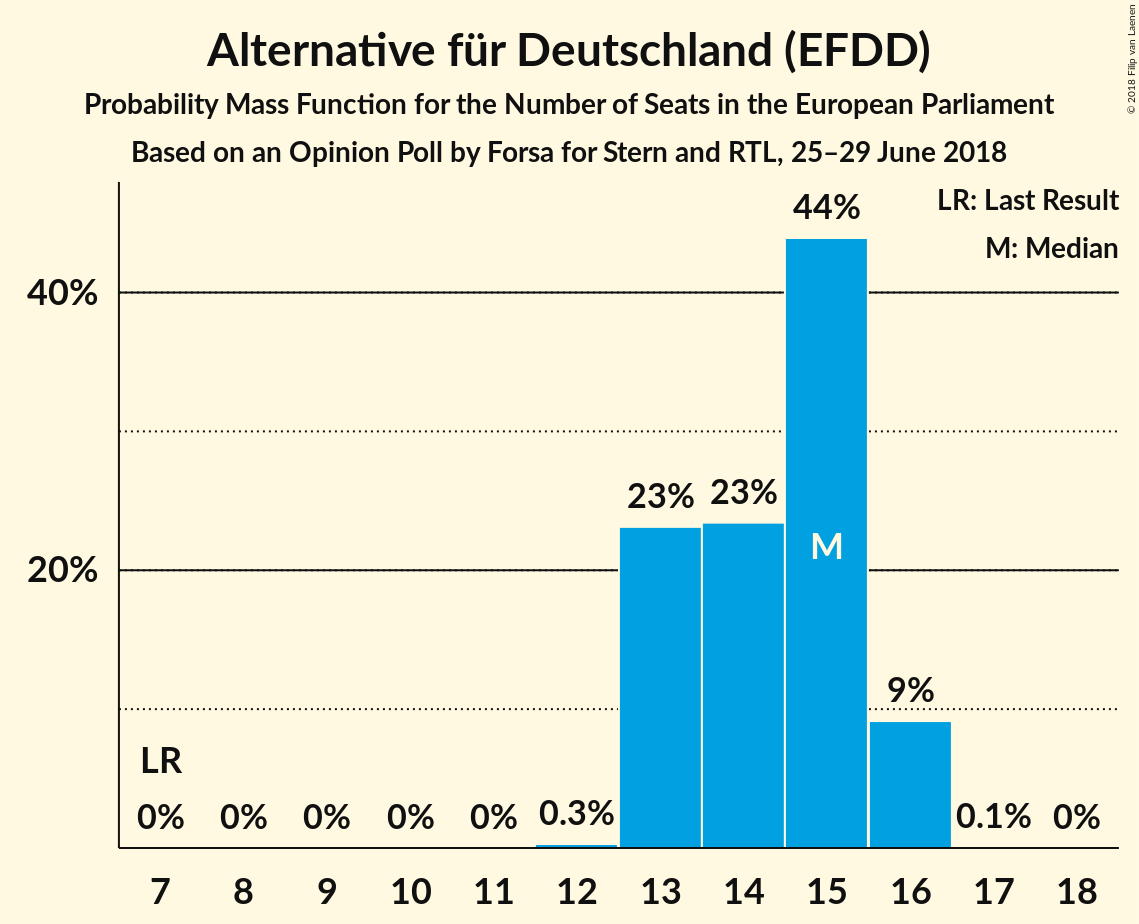 Alternative für Deutschland (EFDD)
Probability Mass Function for the Number of Seats in the European Parliament
Based on an Opinion Poll by Forsa for Stern and RTL, 25–29 June 2018
© 2018 Filip van Laenen
LR: Last Result
M: Median
44%
40%
23% 23%
M
20%
9%
LR
0% 0% 0% 0% 0% 0.3% 0.1% 0%
7 8 9 10 11 12 13 14 15 16 17 18